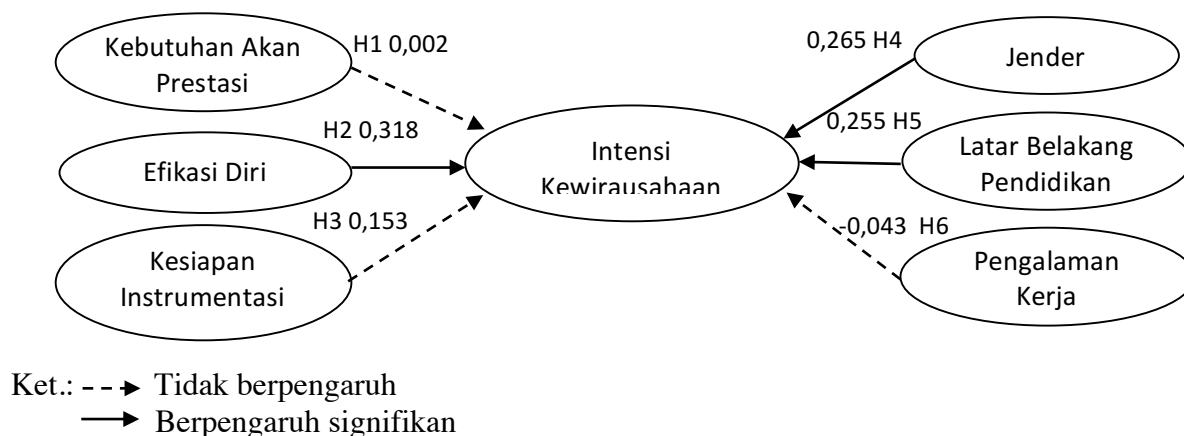 Kebutuhan Akan
Prestasi
H1 0,002
Efikasi Diri
H2 0,318
Kesiapan
Instrumentasi
H3 0,153
Intensi
Kewirausahaan
0,265 H4
Jender
0,255 H5
Latar Belakang
Pendidikan
-0,043 H6
Pengalaman
Kerja
Ket.: Tidak berpengaruh
Berpengaruh signifikan